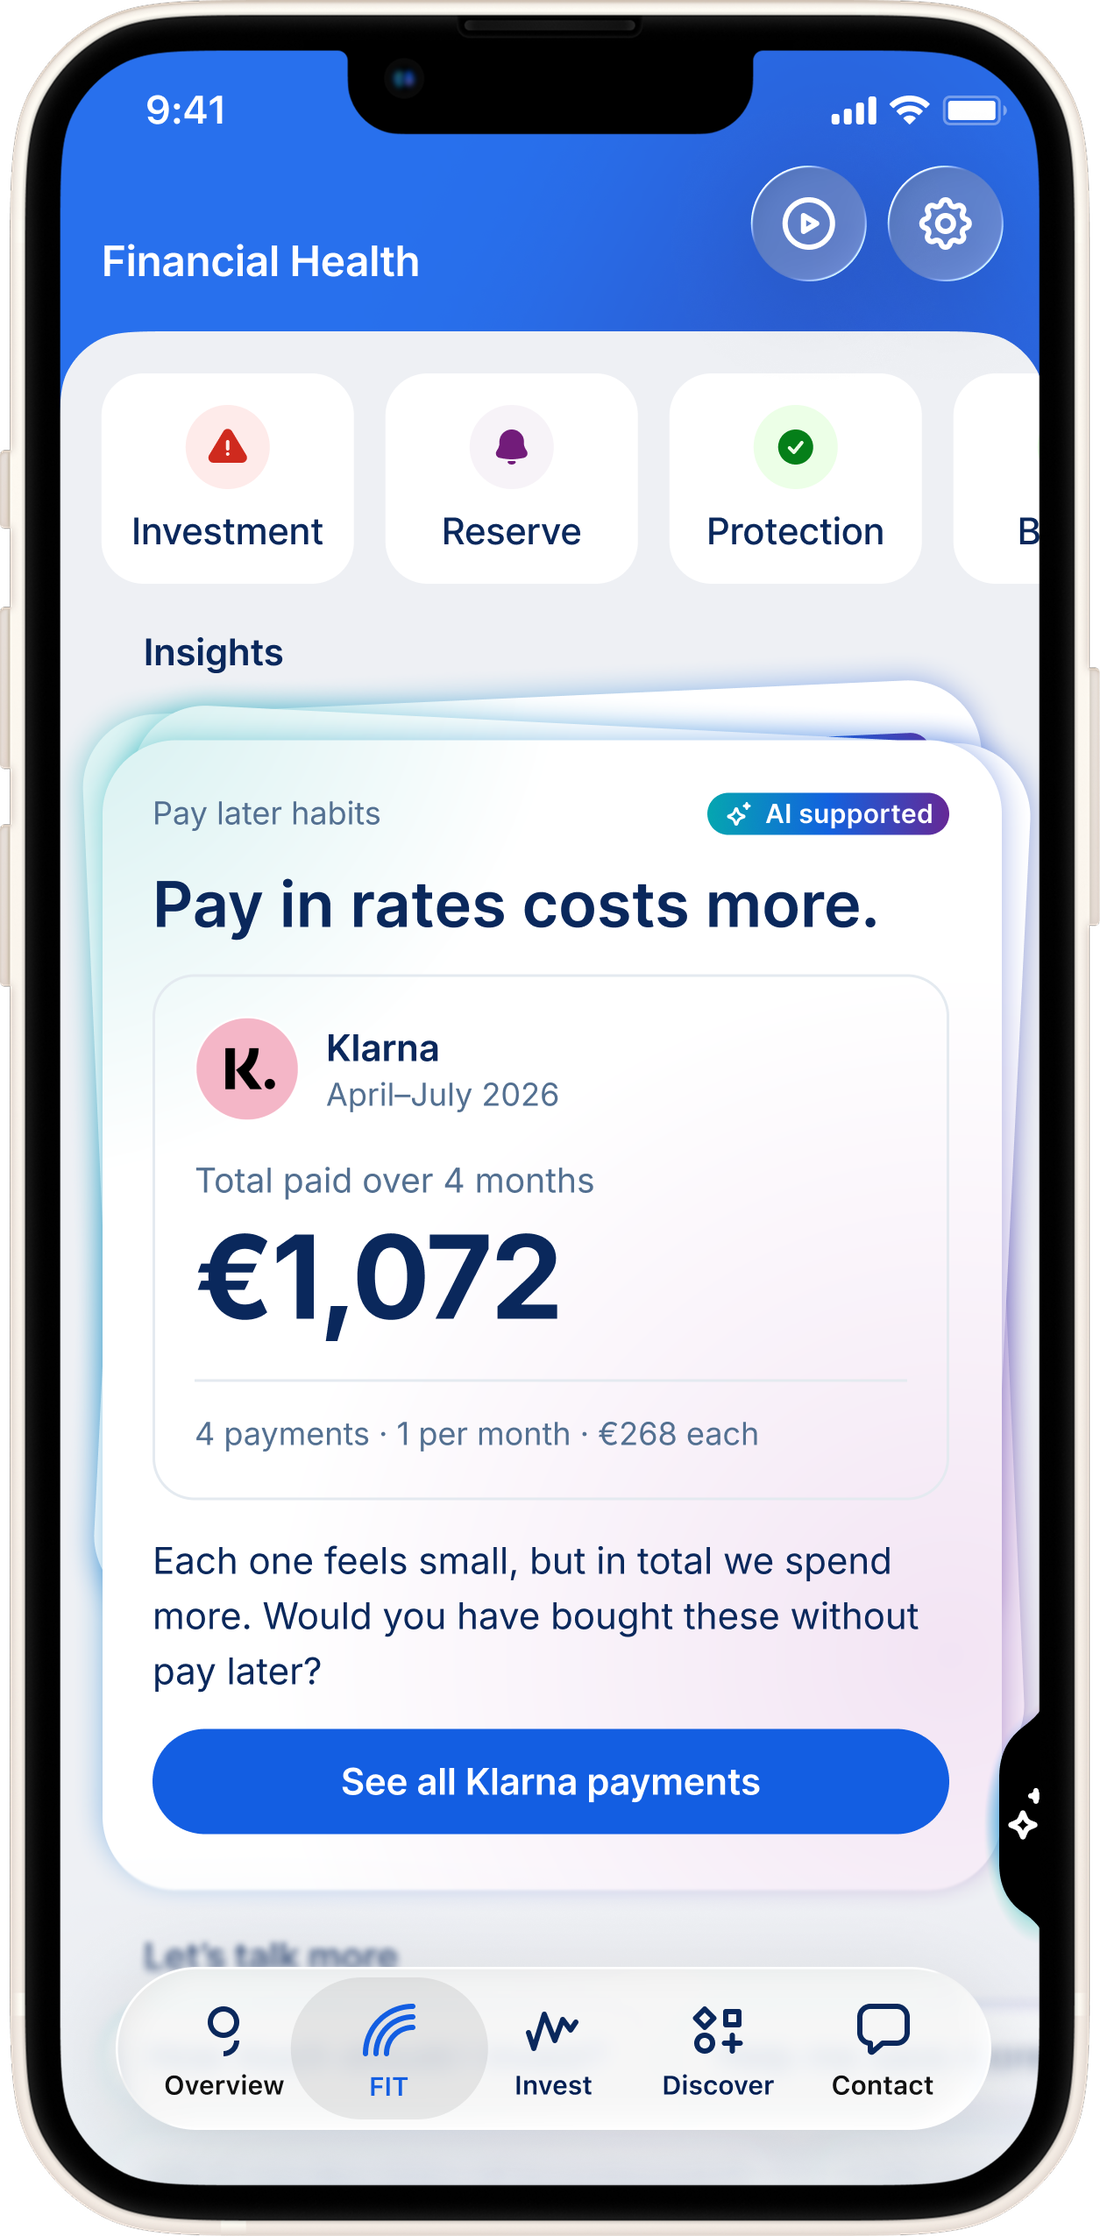 9:41
Financial Health
Investment
Reserve
Protection
B
Insights
Pay later habits
AI supported
Pay in rates costs more.
K.
Klarna
April–July 2026
Total paid over 4 months
€1,072
4 payments · 1 per month · €268 each
Each one feels small, but in total we spend
more. Would you have bought these without
pay later?
See all Klarna payments
Let's talk more
Overview
FIT
Invest
Discover
Contact